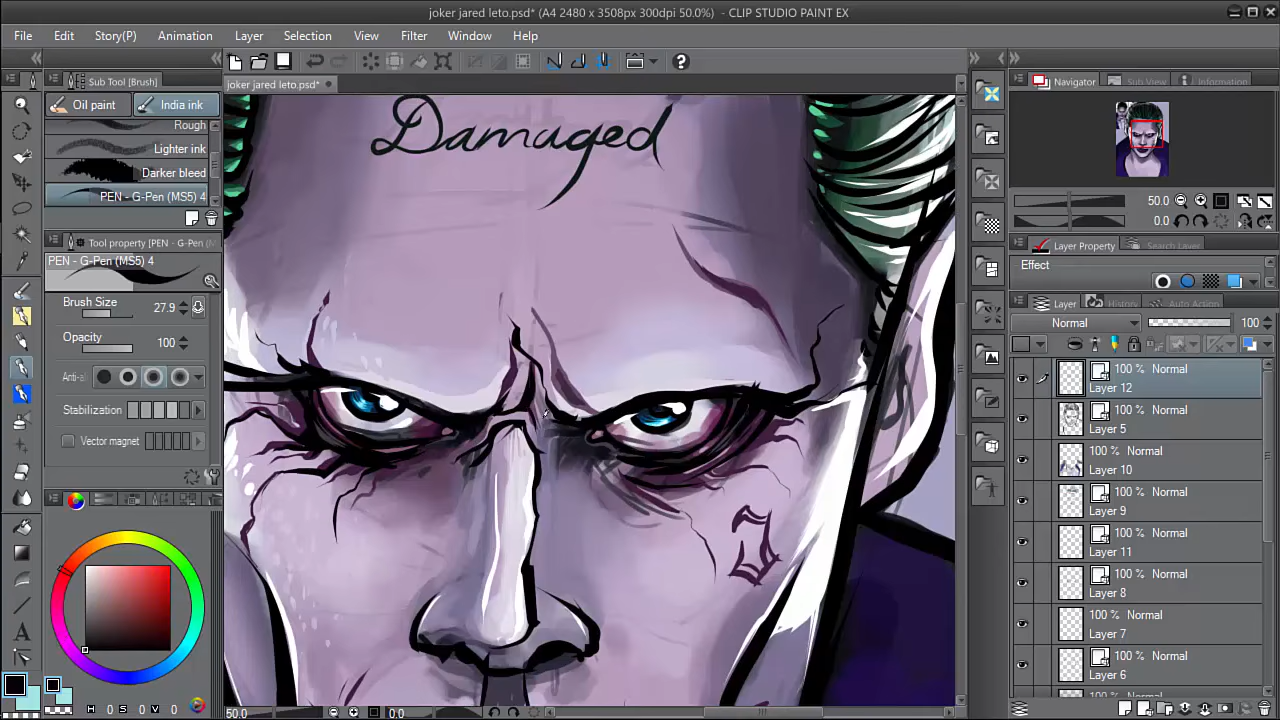 joker jared leto.psd* (A4 2480 x 3508px 300dpi 50.0%)  - CLIP STUDIO PAINT EX
File Edit Story(P) Animation Layer Selection Filter View Window Help
Sub Tool [Brush]
joker jared leto.psd*
Navigator Sub View Information
Oil paint India ink
Rough
Lighter ink
Darker bleed
PEN - G-Pen (MS5) 4
Tool property [PEN - G-Pen (M
PEN - G-Pen (MS5) 4
Brush Size 27.9
Opacity 100
Anti-al
Stabilization
Vector magnet
H 0 S 0 V 0
Damaged
J
50.0 0.0
50.0
0.0
Layer Property Search Layer
Effect
Layer History Auto Action
Normal 100
100 % Normal
Layer 12
100 % Normal
Layer 5
100 % Normal
Layer 10
100 % Normal
Layer 9
100 % Normal
Layer 11
100 % Normal
Layer 8
100 % Normal
Layer 7
100 % Normal
Layer 6
100 % Normal